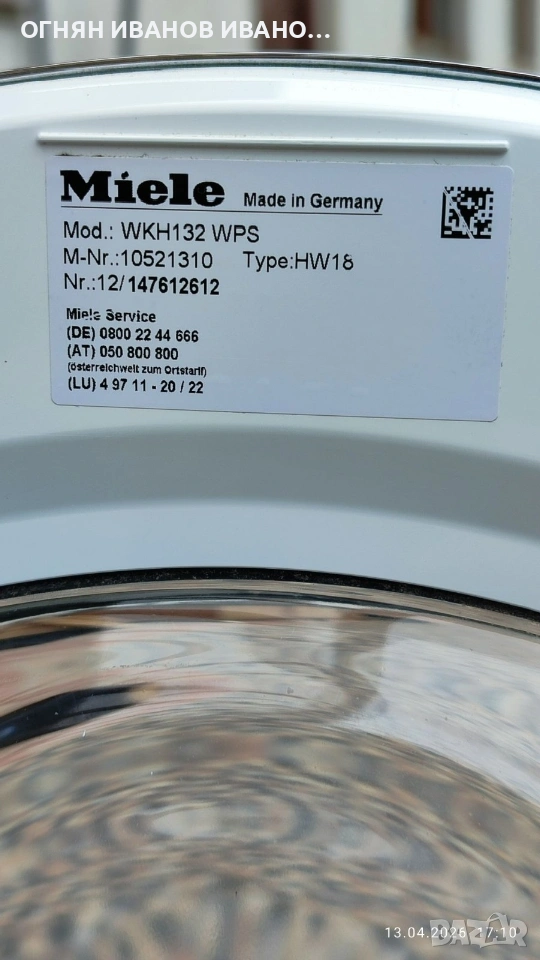 ОГНЯН ИВАНОВ ИВАНО...
Miele Made in Germany
Mod.: WKH132 WPS
M-Nr.:10521310 Type:HW18
Nr.:12/147612612
Miele Service
(DE) 0800 22 44 666
(AT) 050 800 800
(österreichweit zum Ortstarif)
(LU) 4 97 11 - 20 / 22
13.04.2026 17:10
BAZAR